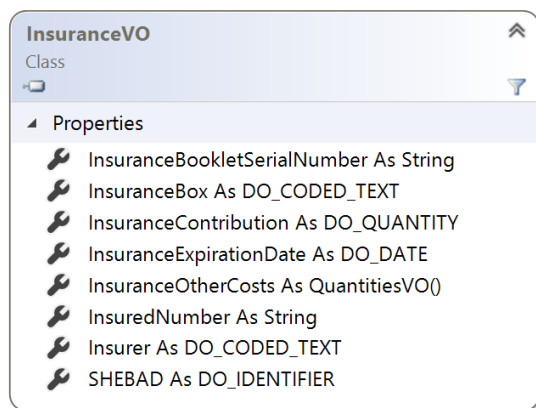 InsuranceVO
Class
Properties
InsuranceBookletSerialNumber As String
InsuranceBox As DO_CODED_TEXT
InsuranceContribution As DO_QUANTITY
InsuranceExpirationDate As DO_DATE
InsuranceOtherCosts As QuantitiesVO()
InsuredNumber As String
Insurer As DO_CODED_TEXT
SHEBAD As DO_IDENTIFIER